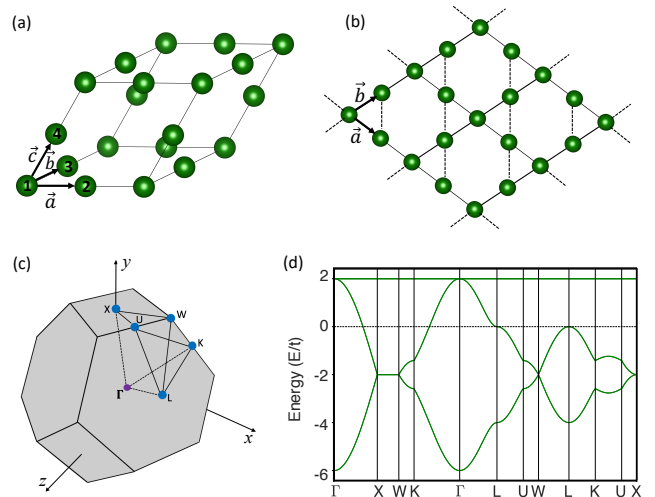 (a)
4
c⃗
b⃗
3
1
2
a⃗
(b)
b⃗
a⃗
(c)
y
X
U
W
K
Γ
L
x
z
(d)
Energy (E/t)
2
0
-2
-4
-6
Γ X W K Γ L U W L K U X